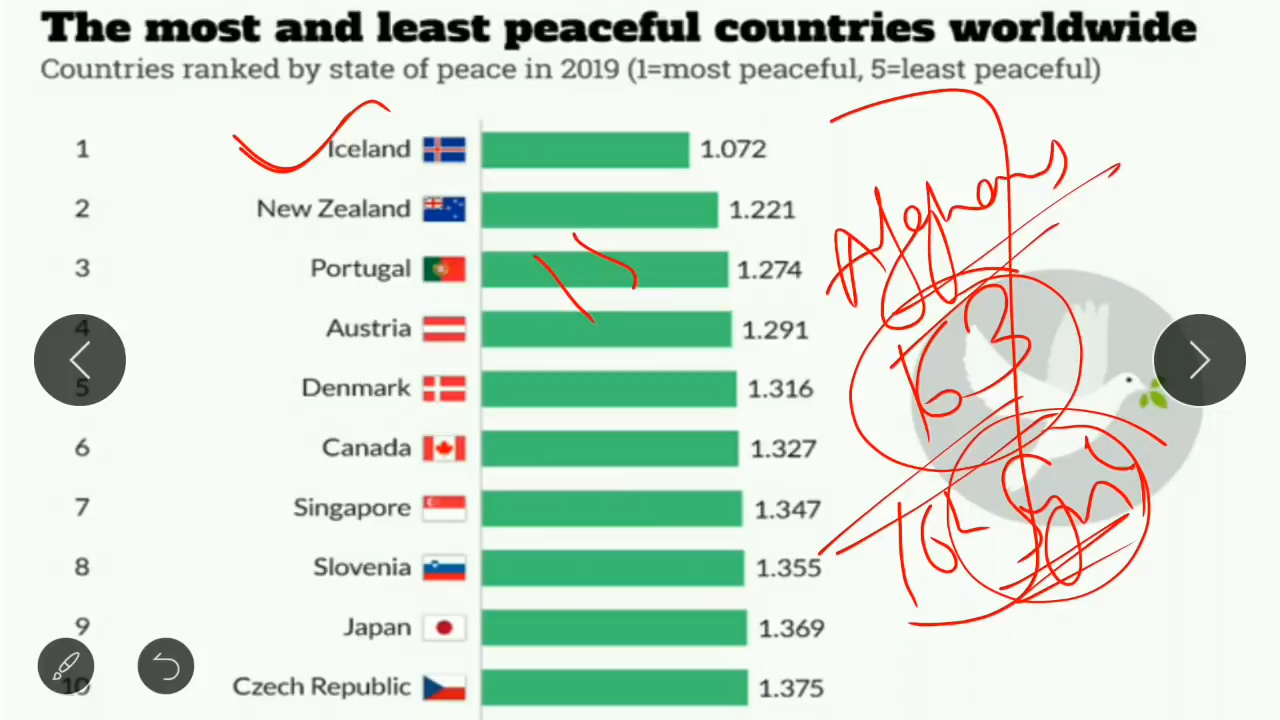 The most and least peaceful countries worldwide
Countries ranked by state of peace in 2019 (1=most peaceful, 5=least peaceful)
1 Iceland 1.072
2 New Zealand 1.221
3 Portugal 1.274
4 Austria 1.291
5 Denmark 1.316
6 Canada 1.327
7 Singapore 1.347
8 Slovenia 1.355
9 Japan 1.369
10 Czech Republic 1.375
163